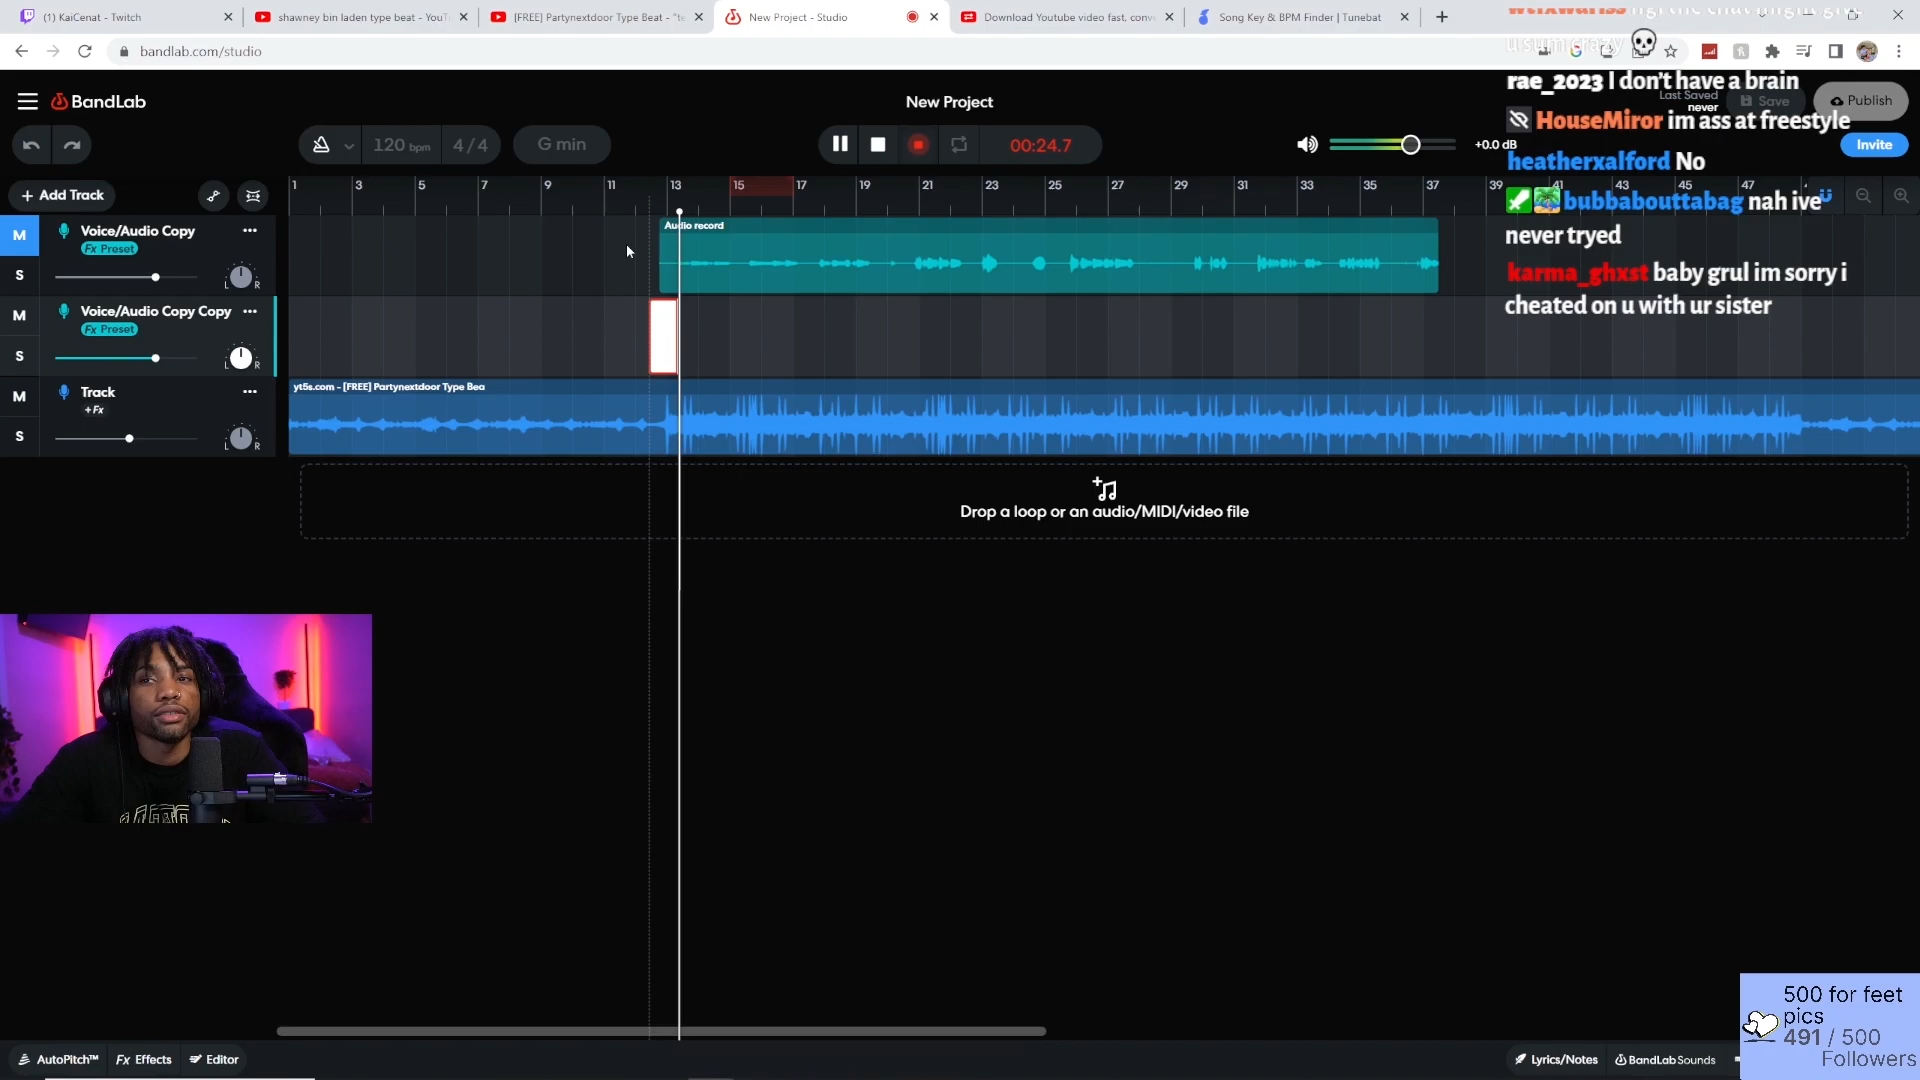 (1) KaiCenat - Twitch
shawney bin laden type beat - YouT
[FREE] Partynextdoor Type Beat - "te
New Project - Studio
Download Youtube video fast, conve
Song Key & BPM Finder | Tunebat
bandlab.com/studio
u sum crazy
BandLab
New Project
Last Saved
never
Save
Publish
rae_2023 I don't have a brain
HouseMiror im ass at freestyle
heatherxalford No
bubbabouttabag nah ive
never tryed
karma_ghxst baby grul im sorry i
cheated on u with ur sister
120 bpm
4 / 4
G min
00:24.7
+0.0 dB
Invite
+ Add Track
1 3 5 7 9 11 13 15 17 19 21 23 25 27 29 31 33 35 37 39 41 43 45 47
M
Voice/Audio Copy
Fx Preset
S
L R
Audio record
M
Voice/Audio Copy Copy
Fx Preset
S
L R
M
Track
+Fx
S
L R
yt5s.com - [FREE] Partynextdoor Type Bea
Drop a loop or an audio/MIDI/video file
500 for feet
pics
491 / 500
Followers
AutoPitch™
Fx Effects
Editor
Lyrics/Notes
BandLab Sounds